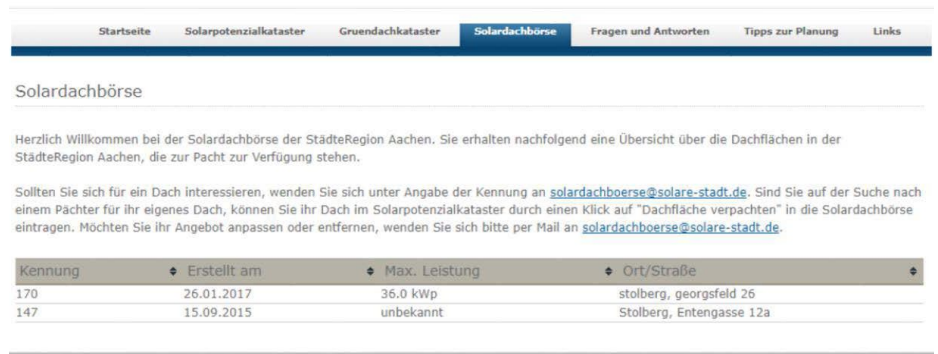 Startseite Solarpotenzialkataster Gruendachkataster Solardachbörse Fragen und Antworten Tipps zur Planung Links
Solardachbörse
Herzlich Willkommen bei der Solardachbörse der StädteRegion Aachen. Sie erhalten nachfolgend eine Übersicht über die Dachflächen in der
StädteRegion Aachen, die zur Pacht zur Verfügung stehen.
Sollten Sie sich für ein Dach interessieren, wenden Sie sich unter Angabe der Kennung an solardachboerse@solare-stadt.de. Sind Sie auf der Suche nach
einem Pächter für ihr eigenes Dach, können Sie ihr Dach im Solarpotenzialkataster durch einen Klick auf "Dachfläche verpachten" in die Solardachbörse
eintragen. Möchten Sie ihr Angebot anpassen oder entfernen, wenden Sie sich bitte per Mail an solardachboerse@solare-stadt.de.
Kennung Erstellt am Max. Leistung Ort/Straße
170 26.01.2017 36.0 kWp stolberg, georgsfeld 26
147 15.09.2015 unbekannt Stolberg, Entengasse 12a